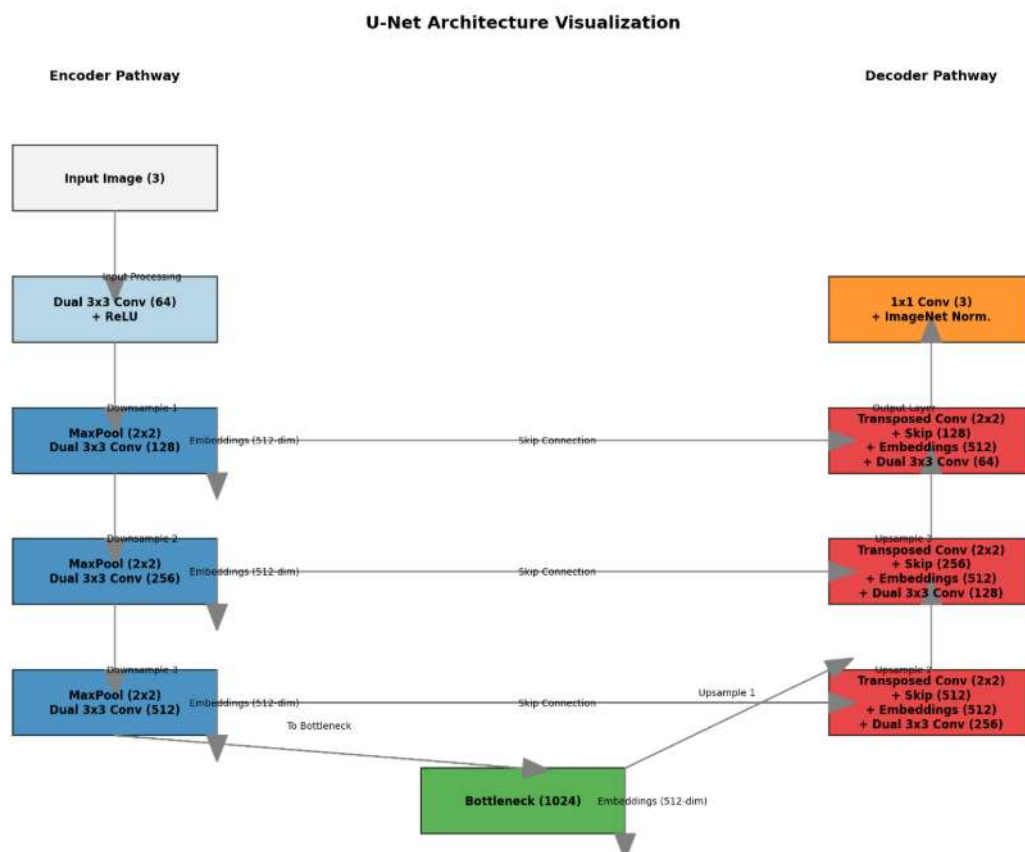 U-Net Architecture Visualization
Encoder Pathway
Decoder Pathway
Input Image (3)
Input Processing
Dual 3x3 Conv (64)
+ ReLU
1x1 Conv (3)
+ ImageNet Norm.
Downsample 1
Output Layer
MaxPool (2x2)
Dual 3x3 Conv (128)
Embeddings (512-dim)
Skip Connection
Transposed Conv (2x2)
+ Skip (128)
+ Embeddings (512)
+ Dual 3x3 Conv (64)
Downsample 2
Upsample 3
MaxPool (2x2)
Dual 3x3 Conv (256)
Embeddings (512-dim)
Skip Connection
Transposed Conv (2x2)
+ Skip (256)
+ Embeddings (512)
+ Dual 3x3 Conv (128)
Downsample 3
Upsample 2
MaxPool (2x2)
Dual 3x3 Conv (512)
Embeddings (512-dim)
Skip Connection
Upsample 1
Transposed Conv (2x2)
+ Skip (512)
+ Embeddings (512)
+ Dual 3x3 Conv (256)
To Bottleneck
Bottleneck (1024)
Embeddings (512-dim)